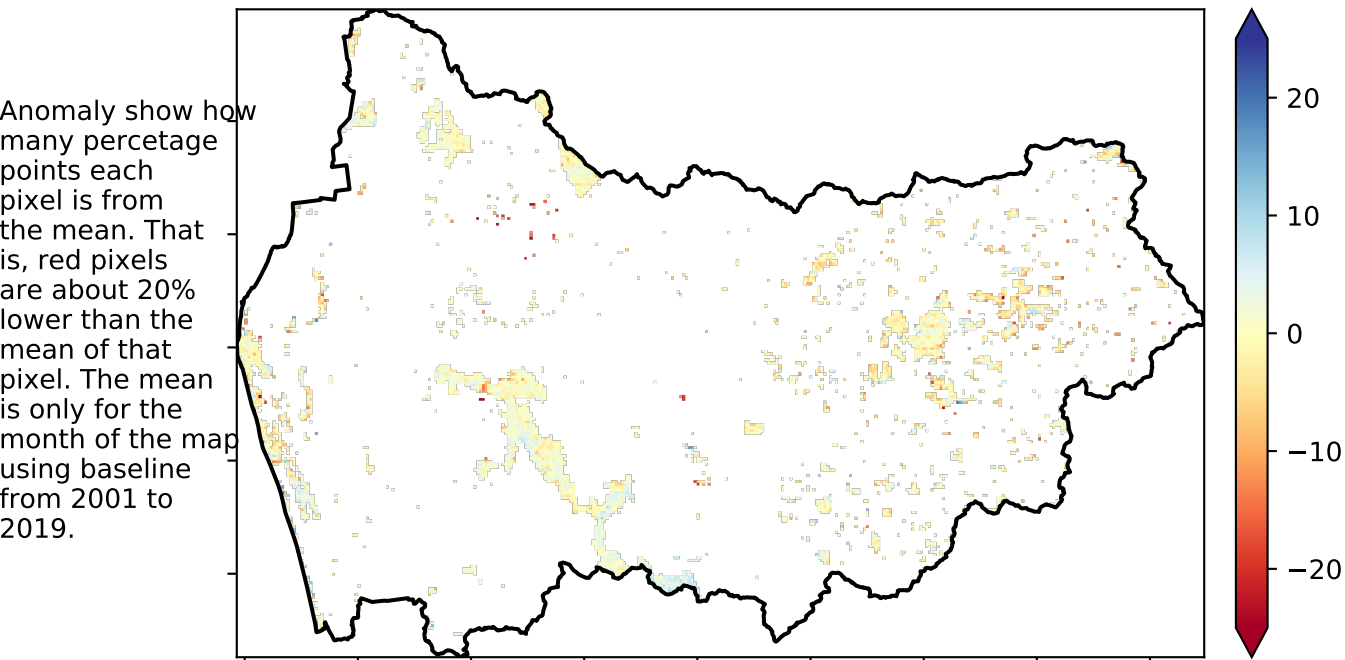 Anomaly show how
many percetage
points each
pixel is from
the mean. That
is, red pixels
are about 20%
lower than the
mean of that
pixel. The mean
is only for the
month of the map
using baseline
from 2001 to
2019.
20
10
0
−10
−20